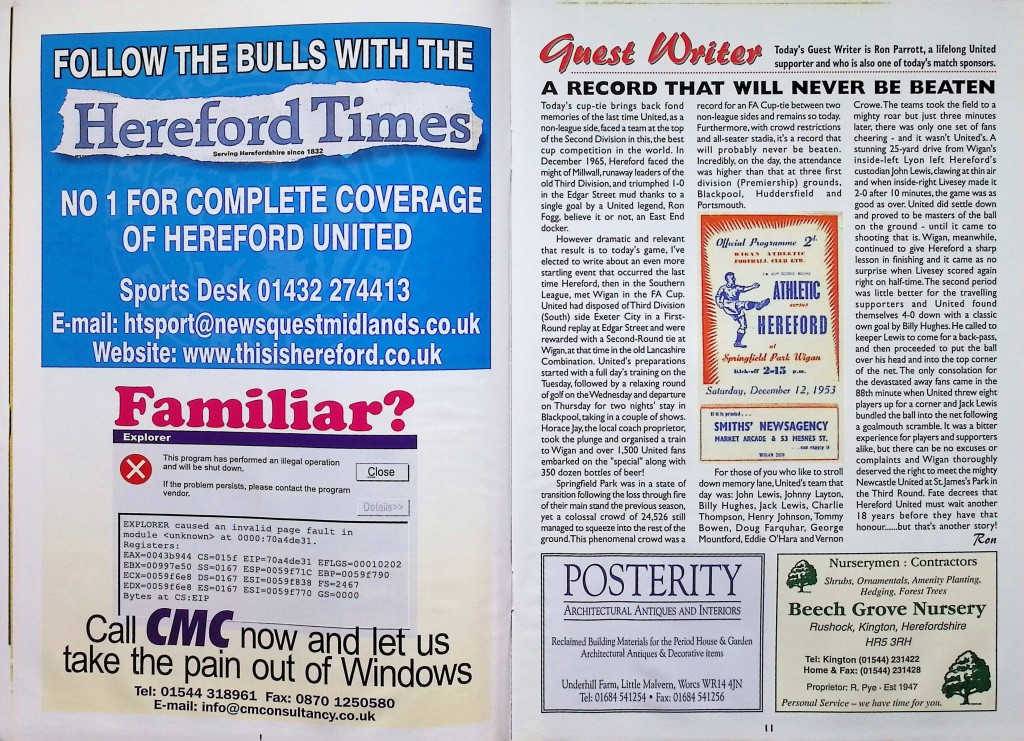 FOLLOW THE BULLS WITH THE
Hereford Times
Serving Herefordshire since 1832
NO 1 FOR COMPLETE COVERAGE
OF HEREFORD UNITED
Sports Desk 01432 274413
E-mail: htsport@newsquestmidlands.co.uk
Website: www.thisishereford.co.uk
Familiar?
Explorer
This program has performed an illegal operation
and will be shut down.
If the problem persists, please contact the program
vendor.
Close
Details>>
EXPLORER caused an invalid page fault in
module <unknown> at 0000:70a4de31.
Registers:
EAX=0043b944 CS=015f EIP=70a4de31 EFLGS=00010202
EBX=00997e50 SS=0167 ESP=0059f71C EBP=0059f790
ECX=0059f6e8 DS=0167 ESI=0059f838 FS=2467
EDX=0059f6e8 ES=0167 ESI=0059f770 GS=0000
Bytes at CS:EIP
Call CMC now and let us
take the pain out of Windows
Tel: 01544 318961 Fax: 0870 1250580
E-mail: info@cmconsultancy.co.uk
Guest Writer
Today's Guest Writer is Ron Parrott, a lifelong United
supporter and who is also one of today's match sponsors.
A RECORD THAT WILL NEVER BE BEATEN
Today's cup-tie brings back fond
memories of the last time United, as a
non-league side, faced a team at the top
of the Second Division in this, the best
cup competition in the world. In
December 1965, Hereford faced the
might of Millwall, runaway leaders of the
old Third Division, and triumphed 1-0
in the Edgar Street mud thanks to a
single goal by a United legend, Ron
Fogg, believe it or not, an East End
docker.
However dramatic and relevant
that result is to today's game, I've
elected to write about an even more
startling event that occurred the last
time Hereford, then in the Southern
League, met Wigan in the FA Cup.
United had disposed of Third Division
(South) side Exeter City in a First-
Round replay at Edgar Street and were
rewarded with a Second-Round tie at
Wigan, at that time in the old Lancashire
Combination. United's preparations
started with a full day's training on the
Tuesday, followed by a relaxing round
of golf on the Wednesday and departure
on Thursday for two nights' stay in
Blackpool, taking in a couple of shows.
Horace Jay, the local coach proprietor,
took the plunge and organised a train
to Wigan and over 1,500 United fans
embarked on the "special" along with
350 dozen bottles of beer!
Springfield Park was in a state of
transition following the loss through fire
of their main stand the previous season,
yet a colossal crowd of 24,526 still
managed to squeeze into the rest of the
ground. This phenomenal crowd was a
record for an FA Cup-tie between two
non-league sides and remains so today.
Furthermore, with crowd restrictions
and all-seater stadia, it's a record that
will probably never be beaten.
Incredibly, on the day, the attendance
was higher than that at three first
division (Premiership) grounds,
Blackpool, Huddersfield and
Portsmouth.
Official Programme 2d.
WIGAN ATHLETIC
FOOTBALL CLUB LTD.
ATHLETIC
versus
HEREFORD
at
Springfield Park Wigan
Kick-off 2-15 p.m.
Saturday, December 12, 1953
If it is printed ...
SMITHS' NEWSAGENCY
MARKET ARCADE & 53 MESNES ST.
... can supply it
WIGAN
For those of you who like to stroll
down memory lane, United's team that
day was: John Lewis, Johnny Layton,
Billy Hughes, Jack Lewis, Charlie
Thompson, Henry Johnson, Tommy
Bowen, Doug Farquhar, George
Mountford, Eddie O'Hara and Vernon
Crowe. The teams took the field to a
mighty roar but just three minutes
later, there was only one set of fans
cheering - and it wasn't United's. A
stunning 25-yard drive from Wigan's
inside-left Lyon left Hereford's
custodian John Lewis, clawing at thin air
and when inside-right Livesey made it
2-0 after 10 minutes, the game was as
good as over. United did settle down
and proved to be masters of the ball
on the ground - until it came to
shooting that is. Wigan, meanwhile,
continued to give Hereford a sharp
lesson in finishing and it came as no
surprise when Livesey scored again
right on half-time. The second period
was little better for the travelling
supporters and United found
themselves 4-0 down with a classic
own goal by Billy Hughes. He called to
keeper Lewis to come for a back-pass,
and then proceeded to put the ball
over his head and into the top corner
of the net. The only consolation for
the devastated away fans came in the
88th minute when United threw eight
players up for a corner and Jack Lewis
bundled the ball into the net following
a goalmouth scramble. It was a bitter
experience for players and supporters
alike, but there can be no excuses or
complaints and Wigan thoroughly
deserved the right to meet the mighty
Newcastle United at St. James's Park in
the Third Round. Fate decrees that
Hereford United must wait another
18 years before they have that
honour......but that's another story!
Ron
POSTERITY
ARCHITECTURAL ANTIQUES AND INTERIORS
Reclaimed Building Materials for the Period House & Garden
Architectural Antiques & Decorative items
Underhill Farm, Little Malvern, Worcs WR14 4JN
Tel: 01684 541254 • Fax: 01684 541256
Nurserymen : Contractors
Shrubs, Ornamentals, Amenity Planting,
Hedging, Forest Trees
Beech Grove Nursery
Rushock, Kington, Herefordshire
HR5 3RH
Tel: Kington (01544) 231422
Home & Fax: (01544) 231428
Proprietor: R. Pye - Est 1947
Personal Service – we have time for you.
11